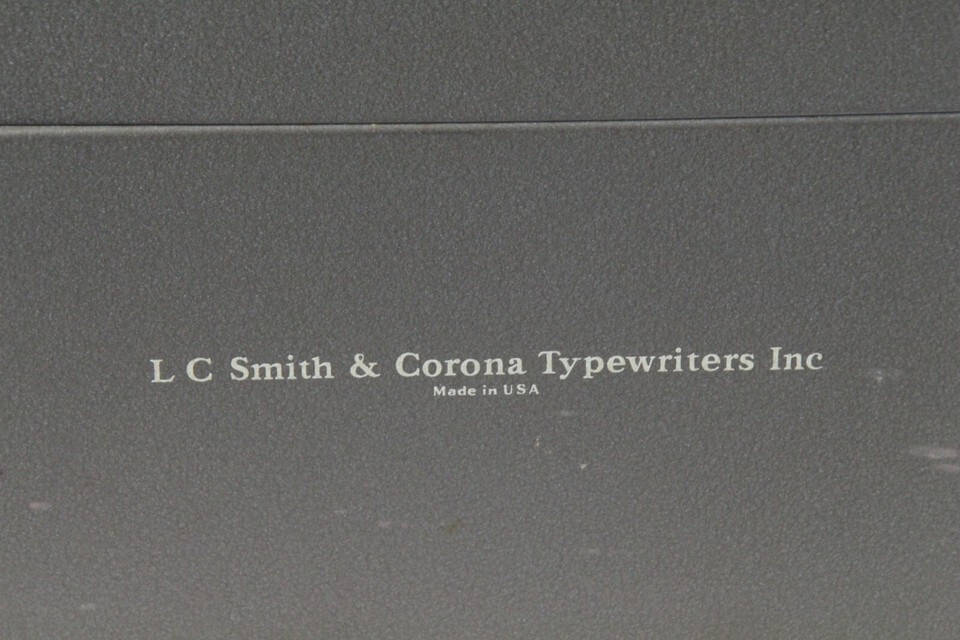 L C Smith & Corona Typewriters Inc
Made in USA